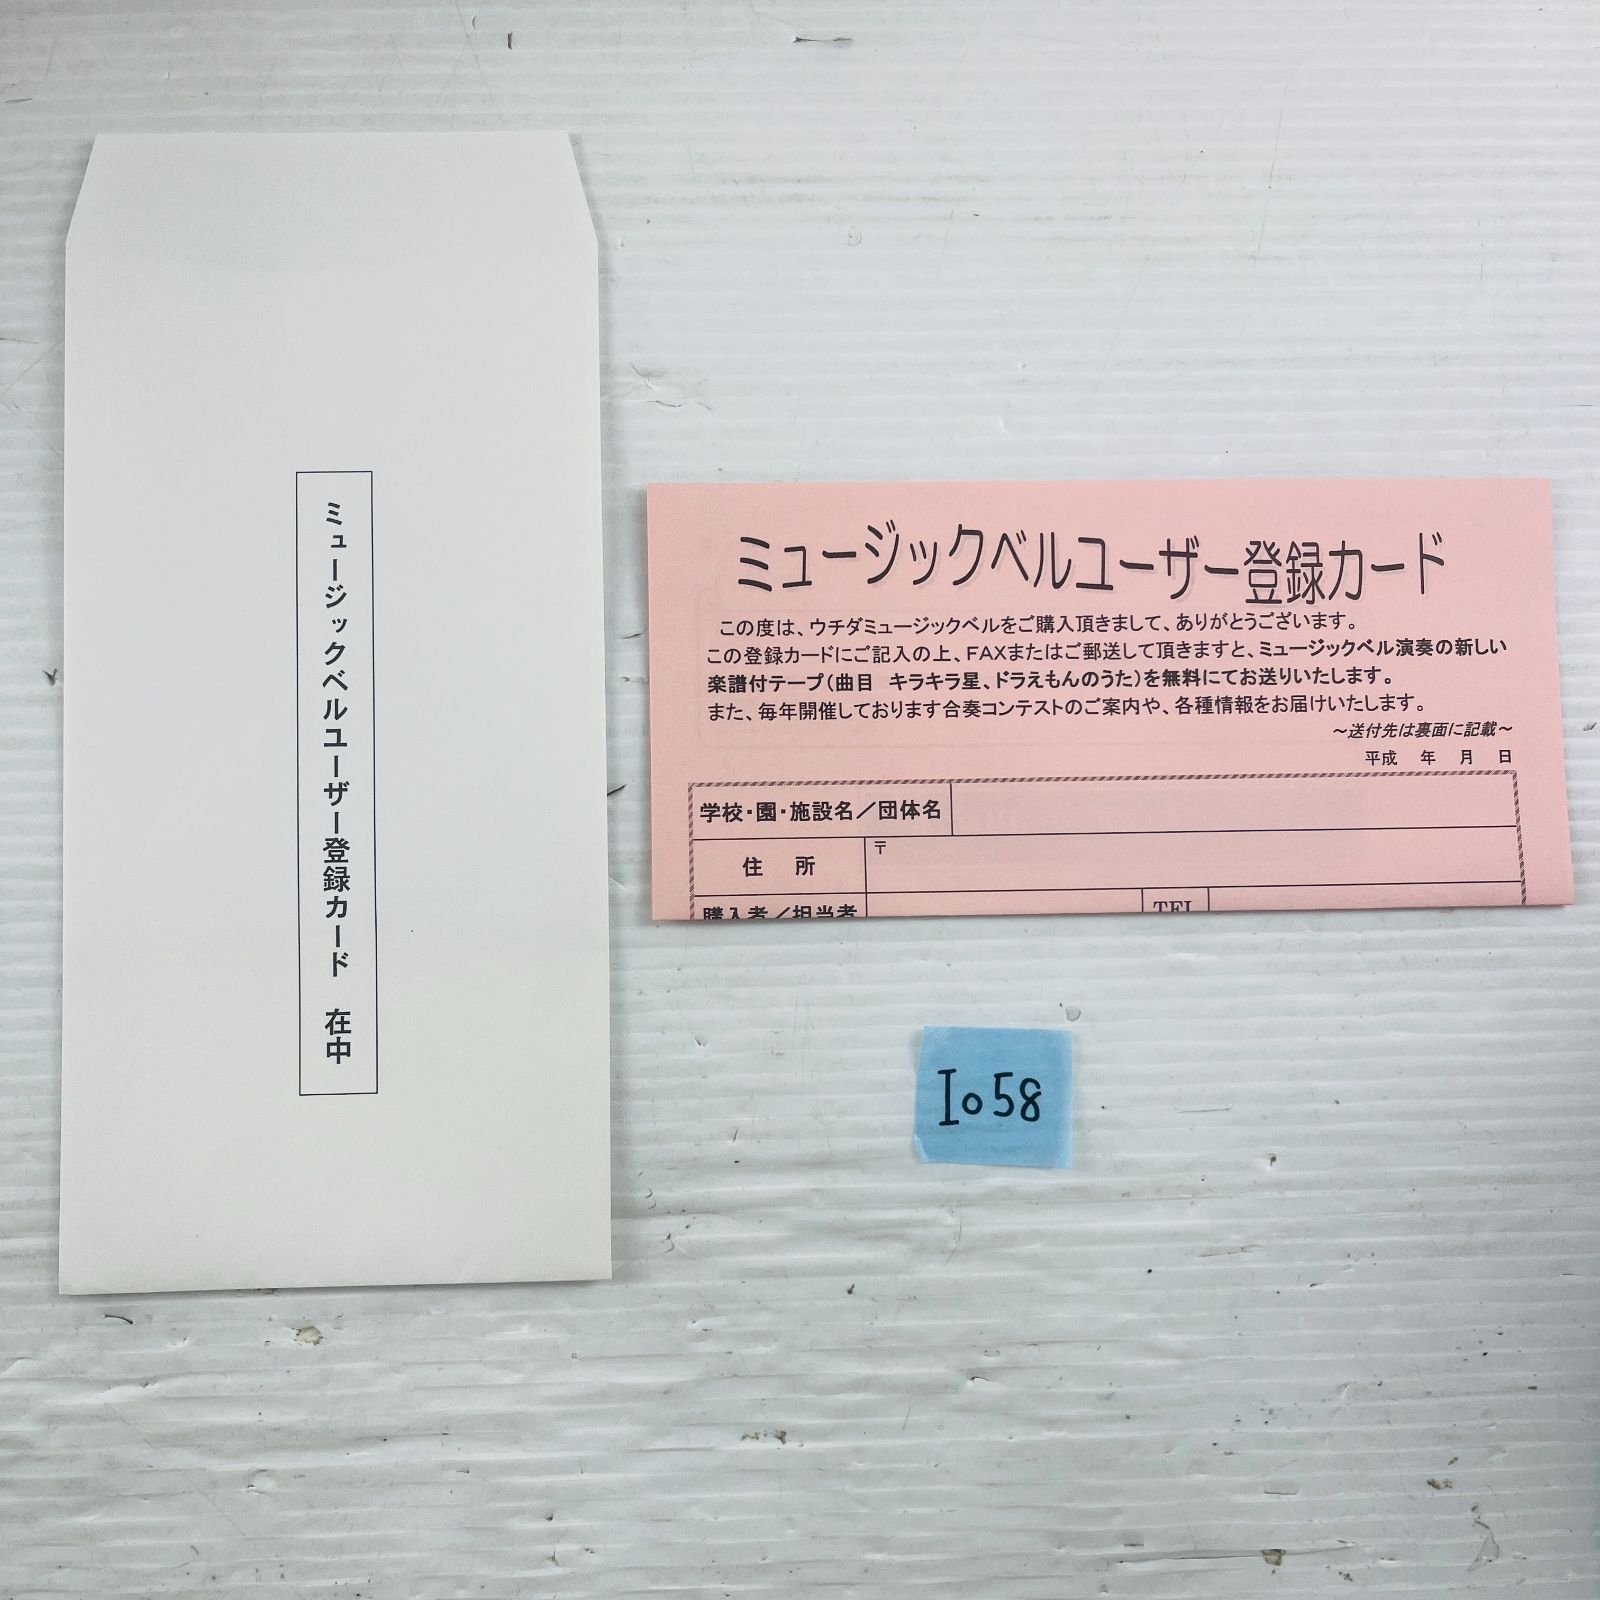 ミュージックベルユーザー登録カード　在中
ミュージックベルユーザー登録カード
この度は、ウチダミュージックベルをご購入頂きまして、ありがとうございます。
この登録カードにご記入の上、FAXまたはご郵送して頂きますと、ミュージックベル演奏の新しい
楽譜付テープ(曲目　キラキラ星、ドラえもんのうた)を無料にてお送りいたします。
また、毎年開催しております合奏コンテストのご案内や、各種情報をお届けいたします。
～送付先は裏面に記載～
平成　年　月　日
学校・園・施設名／団体名
住　所　〒
購入者／担当者　TEL
Io58